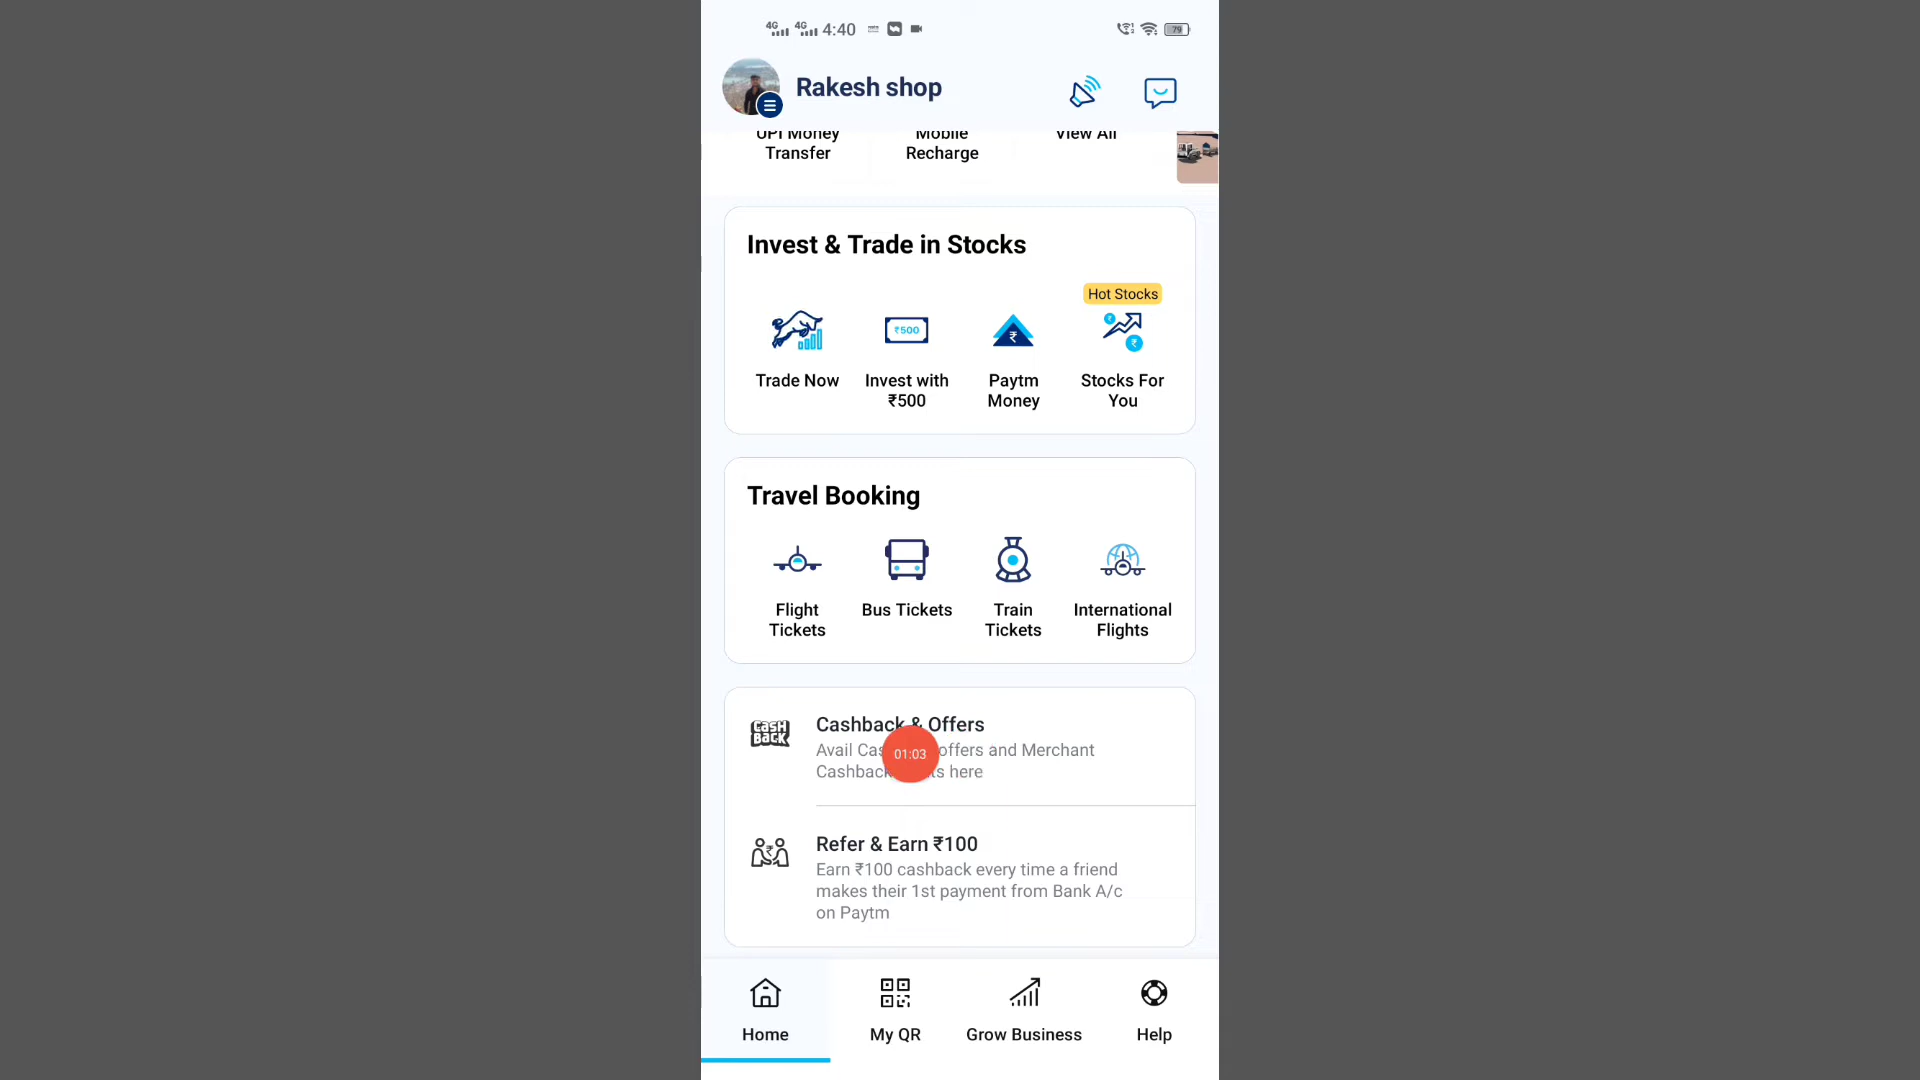 4G 4G 4:40 79
Rakesh shop
UPI Money
Transfer
Mobile
Recharge
View All
Invest & Trade in Stocks
Hot Stocks
₹500
₹
₹
₹
Trade Now
Invest with
₹500
Paytm
Money
Stocks For
You
Travel Booking
Flight
Tickets
Bus Tickets
Train
Tickets
International
Flights
CASH
BACK
Cashback & Offers
Avail offers and Merchant
Cashback here
01:03
₹
Refer & Earn ₹100
Earn ₹100 cashback every time a friend
makes their 1st payment from Bank A/c
on Paytm
Home
My QR
Grow Business
Help